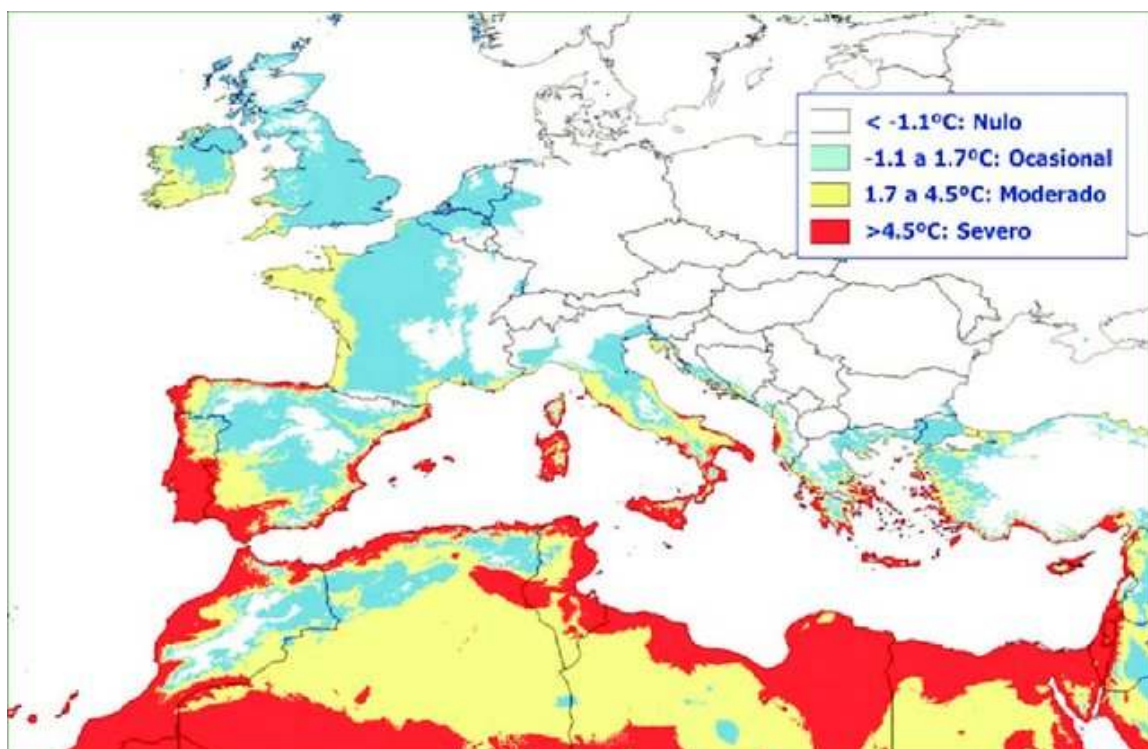 < -1.1ºC: Nulo
-1.1 a 1.7ºC: Ocasional
1.7 a 4.5ºC: Moderado
>4.5ºC: Severo